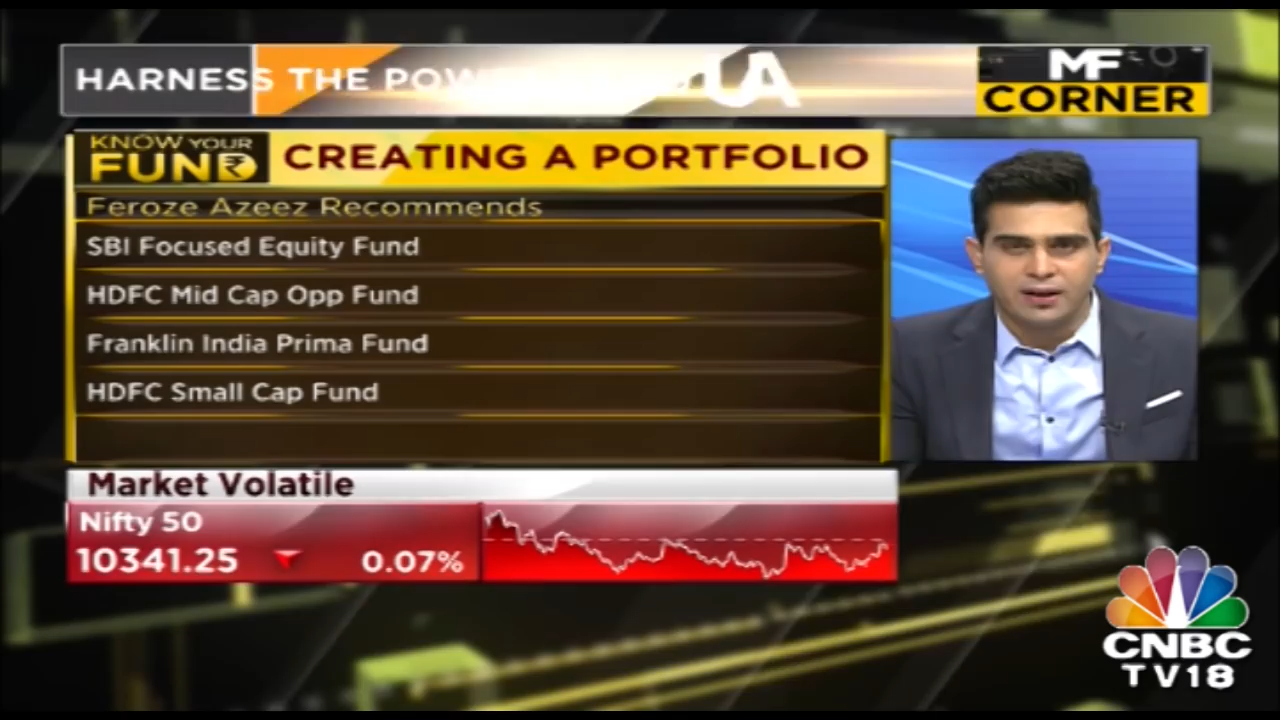 HARNESS THE
MF
CORNER
KNOW YOUR
FUND
CREATING A PORTFOLIO
Feroze Azeez Recommends
SBI Focused Equity Fund
HDFC Mid Cap Opp Fund
Franklin India Prima Fund
HDFC Small Cap Fund
Market Volatile
Nifty 50
10341.25 0.07%
CNBC
TV18